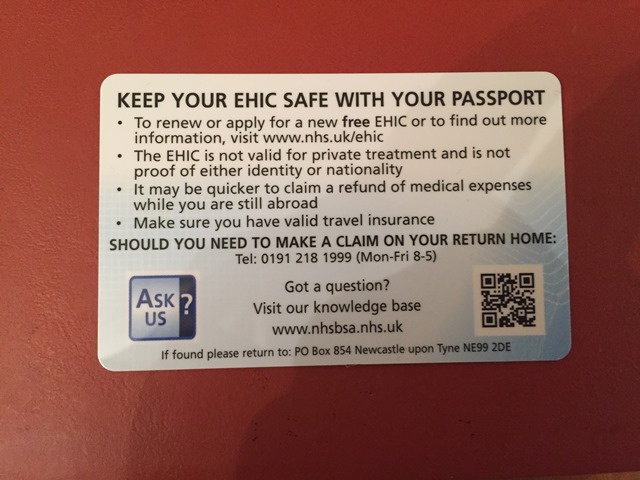 KEEP YOUR EHIC SAFE WITH YOUR PASSPORT
• To renew or apply for a new free EHIC or to find out more
information, visit www.nhs.uk/ehic
• The EHIC is not valid for private treatment and is not
proof of either identity or nationality
• It may be quicker to claim a refund of medical expenses
while you are still abroad
• Make sure you have valid travel insurance
SHOULD YOU NEED TO MAKE A CLAIM ON YOUR RETURN HOME:
Tel: 0191 218 1999 (Mon-Fri 8-5)
ASK
US ?
Got a question?
Visit our knowledge base
www.nhsbsa.nhs.uk
If found please return to: PO Box 854 Newcastle upon Tyne NE99 2DE